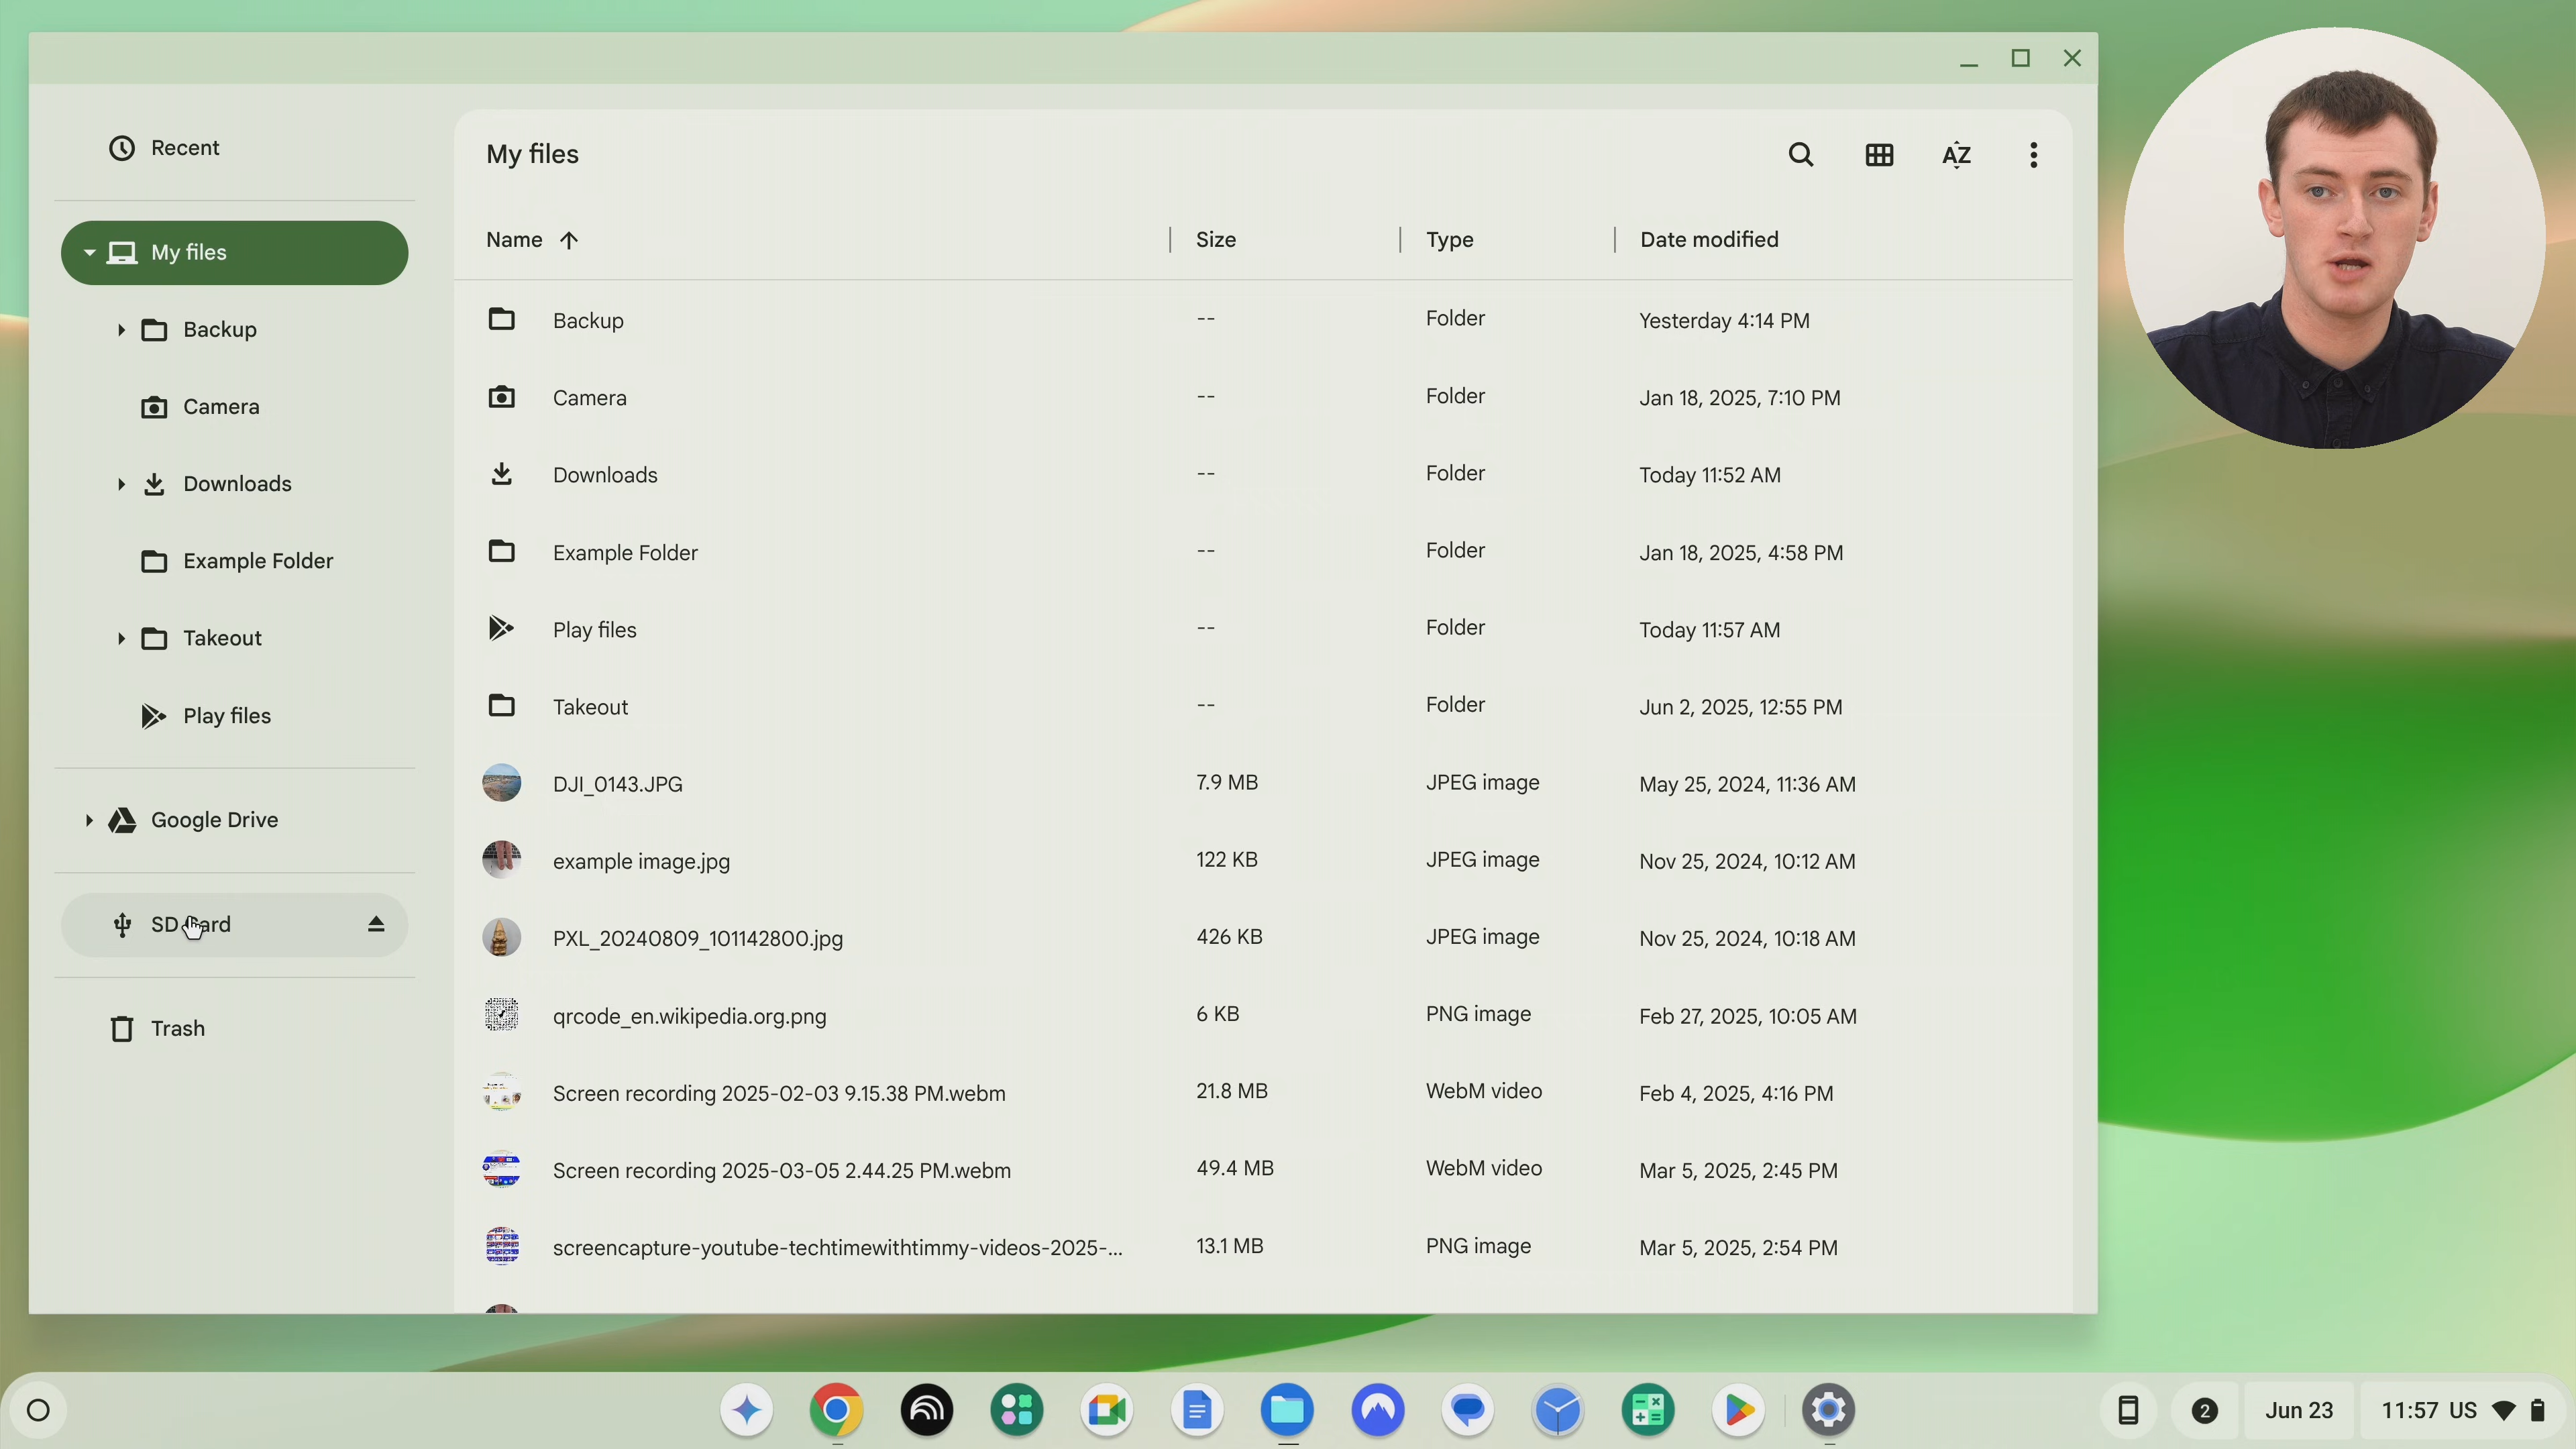 Recent
My files
Backup
Camera
Downloads
Example Folder
Takeout
Play files
Google Drive
SD Card
Trash
My files
AZ
Name Size Type Date modified
Backup -- Folder Yesterday 4:14 PM
Camera -- Folder Jan 18, 2025, 7:10 PM
Downloads -- Folder Today 11:52 AM
Example Folder -- Folder Jan 18, 2025, 4:58 PM
Play files -- Folder Today 11:57 AM
Takeout -- Folder Jun 2, 2025, 12:55 PM
DJI_0143.JPG 7.9 MB JPEG image May 25, 2024, 11:36 AM
example image.jpg 122 KB JPEG image Nov 25, 2024, 10:12 AM
PXL_20240809_101142800.jpg 426 KB JPEG image Nov 25, 2024, 10:18 AM
qrcode_en.wikipedia.org.png 6 KB PNG image Feb 27, 2025, 10:05 AM
Screen recording 2025-02-03 9.15.38 PM.webm 21.8 MB WebM video Feb 4, 2025, 4:16 PM
Screen recording 2025-03-05 2.44.25 PM.webm 49.4 MB WebM video Mar 5, 2025, 2:45 PM
screencapture-youtube-techtimewithtimmy-videos-2025-... 13.1 MB PNG image Mar 5, 2025, 2:54 PM
2 Jun 23 11:57 US